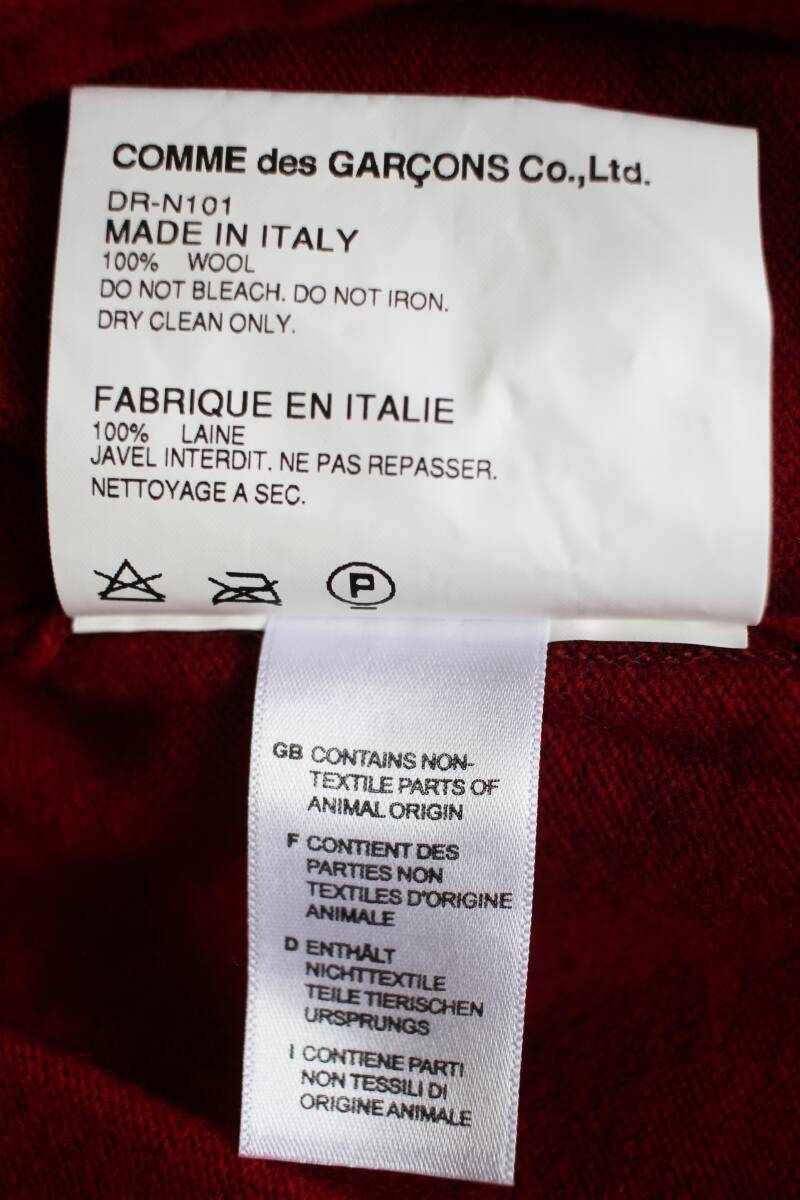 COMME des GARÇONS Co.,Ltd.
DR-N101
MADE IN ITALY
100% WOOL
DO NOT BLEACH. DO NOT IRON.
DRY CLEAN ONLY.
FABRIQUE EN ITALIE
100% LAINE
JAVEL INTERDIT. NE PAS REPASSER.
NETTOYAGE A SEC.
P
GB CONTAINS NON-
TEXTILE PARTS OF
ANIMAL ORIGIN
F CONTIENT DES
PARTIES NON
TEXTILES D'ORIGINE
ANIMALE
D ENTHÄLT
NICHTTEXTILE
TEILE TIERISCHEN
URSPRUNGS
I CONTIENE PARTI
NON TESSILI DI
ORIGINE ANIMALE